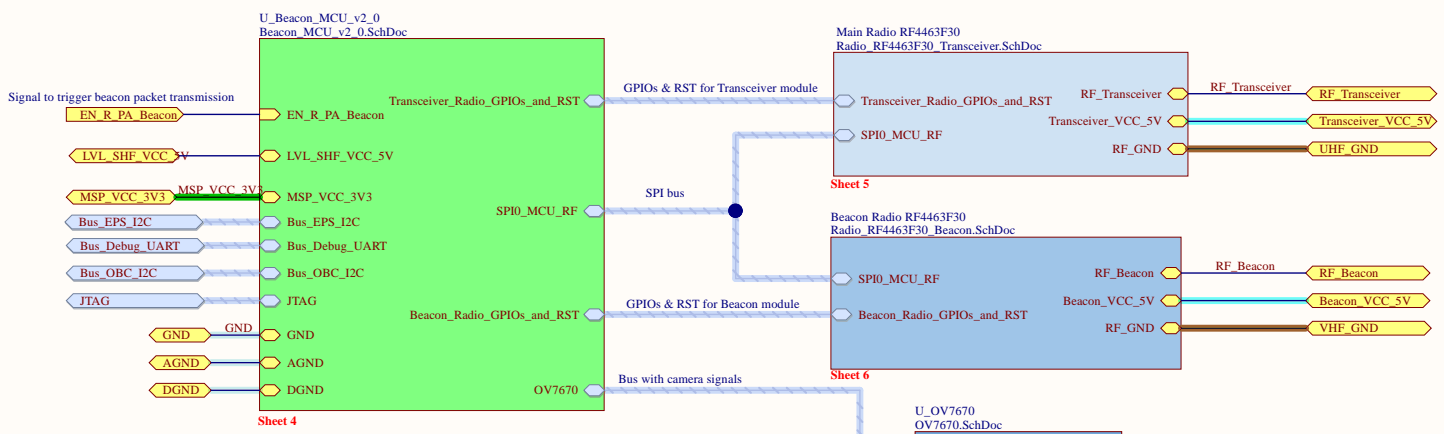 U_Beacon_MCU_v2_0
Beacon_MCU_v2_0.SchDoc
Signal to trigger beacon packet transmission
EN_R_PA_Beacon
LVL_SHF_VCC_5V
MSP_VCC_3V3
MSP_VCC_3V3
Bus_EPS_I2C
Bus_Debug_UART
Bus_OBC_I2C
JTAG
GND
GND
AGND
DGND
EN_R_PA_Beacon
LVL_SHF_VCC_5V
MSP_VCC_3V3
Bus_EPS_I2C
Bus_Debug_UART
Bus_OBC_I2C
JTAG
GND
AGND
DGND
Transceiver_Radio_GPIOs_and_RST
SPI0_MCU_RF
Beacon_Radio_GPIOs_and_RST
OV7670
Sheet 4
GPIOs & RST for Transceiver module
SPI bus
GPIOs & RST for Beacon module
Bus with camera signals
Main Radio RF4463F30
Radio_RF4463F30_Transceiver.SchDoc
Transceiver_Radio_GPIOs_and_RST
SPI0_MCU_RF
RF_Transceiver
Transceiver_VCC_5V
RF_GND
Sheet 5
RF_Transceiver
RF_Transceiver
Transceiver_VCC_5V
UHF_GND
Beacon Radio RF4463F30
Radio_RF4463F30_Beacon.SchDoc
SPI0_MCU_RF
Beacon_Radio_GPIOs_and_RST
RF_Beacon
Beacon_VCC_5V
RF_GND
Sheet 6
RF_Beacon
RF_Beacon
Beacon_VCC_5V
VHF_GND
U_OV7670
OV7670.SchDoc